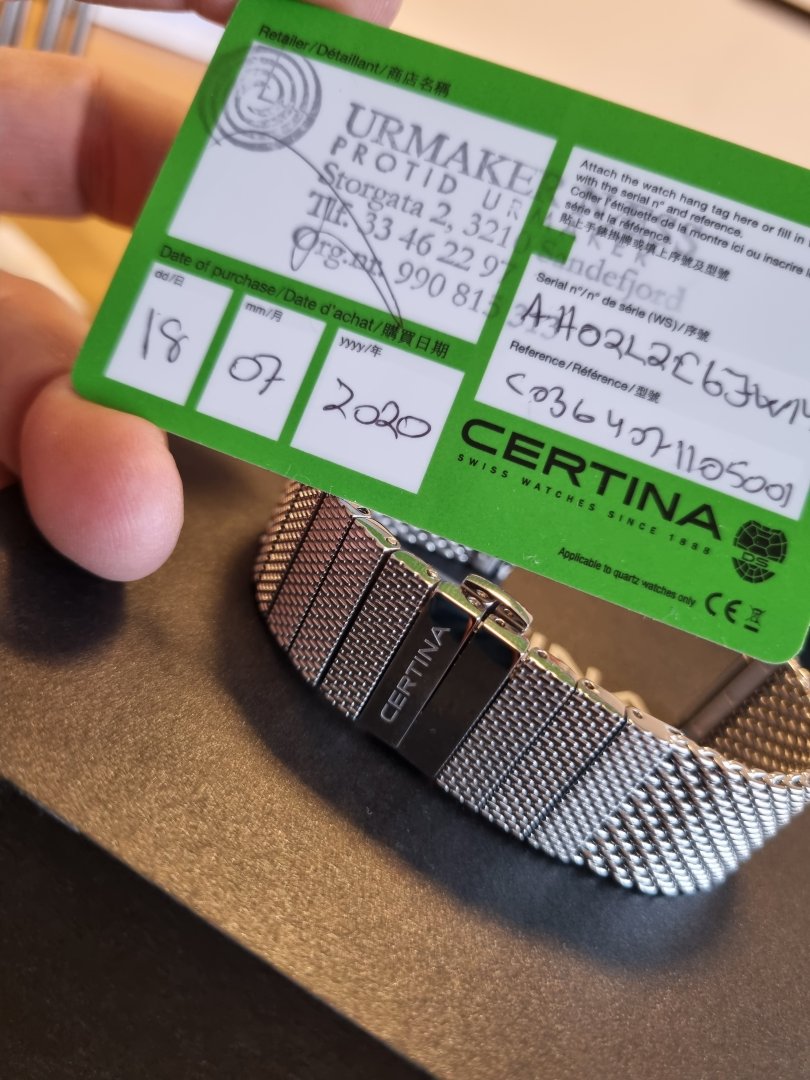 Retailer/Détaillant/商店名稱
URMAKER
PROTID URMAKER
Storgata 2, 3210 Sandefjord
Tlf. 33 46 22 97
Org.nr. 990 815
Date of purchase/Date d'achat/購買日期
dd/日
mm/月
yyyy/年
18
07
2020
Attach the watch hang tag here or fill in
with the serial n° and reference.
Coller l'étiquette de la montre ici ou inscrire
série et la référence.
貼上手錶掛牌或填上序號及型號
Serial n°/n° de série (WS)/序號
Reference/Référence/型號
C0364071105001
CERTINA
SWISS WATCHES SINCE 1888
DS
Applicable to quartz watches only
CE
CERTINA